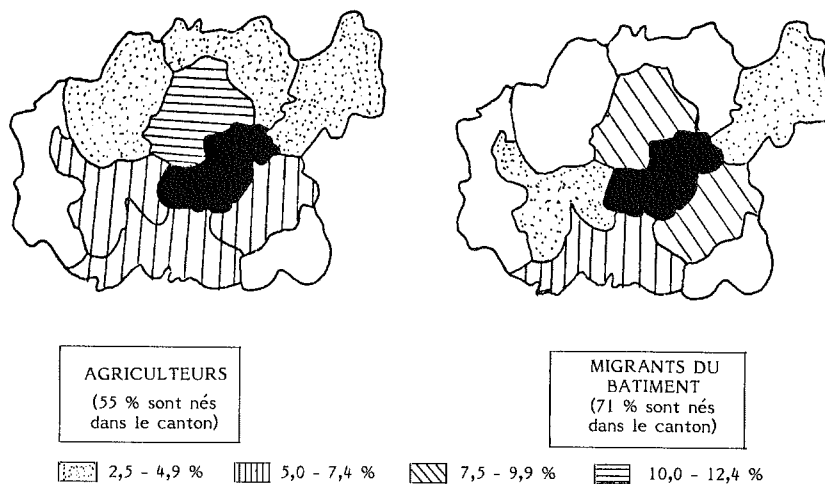 AGRICULTEURS
(55 % sont nés
dans le canton)
MIGRANTS DU
BATIMENT
(71 % sont nés
dans le canton)
2,5 - 4,9 % 5,0 - 7,4 % 7,5 - 9,9 % 10,0 - 12,4 %